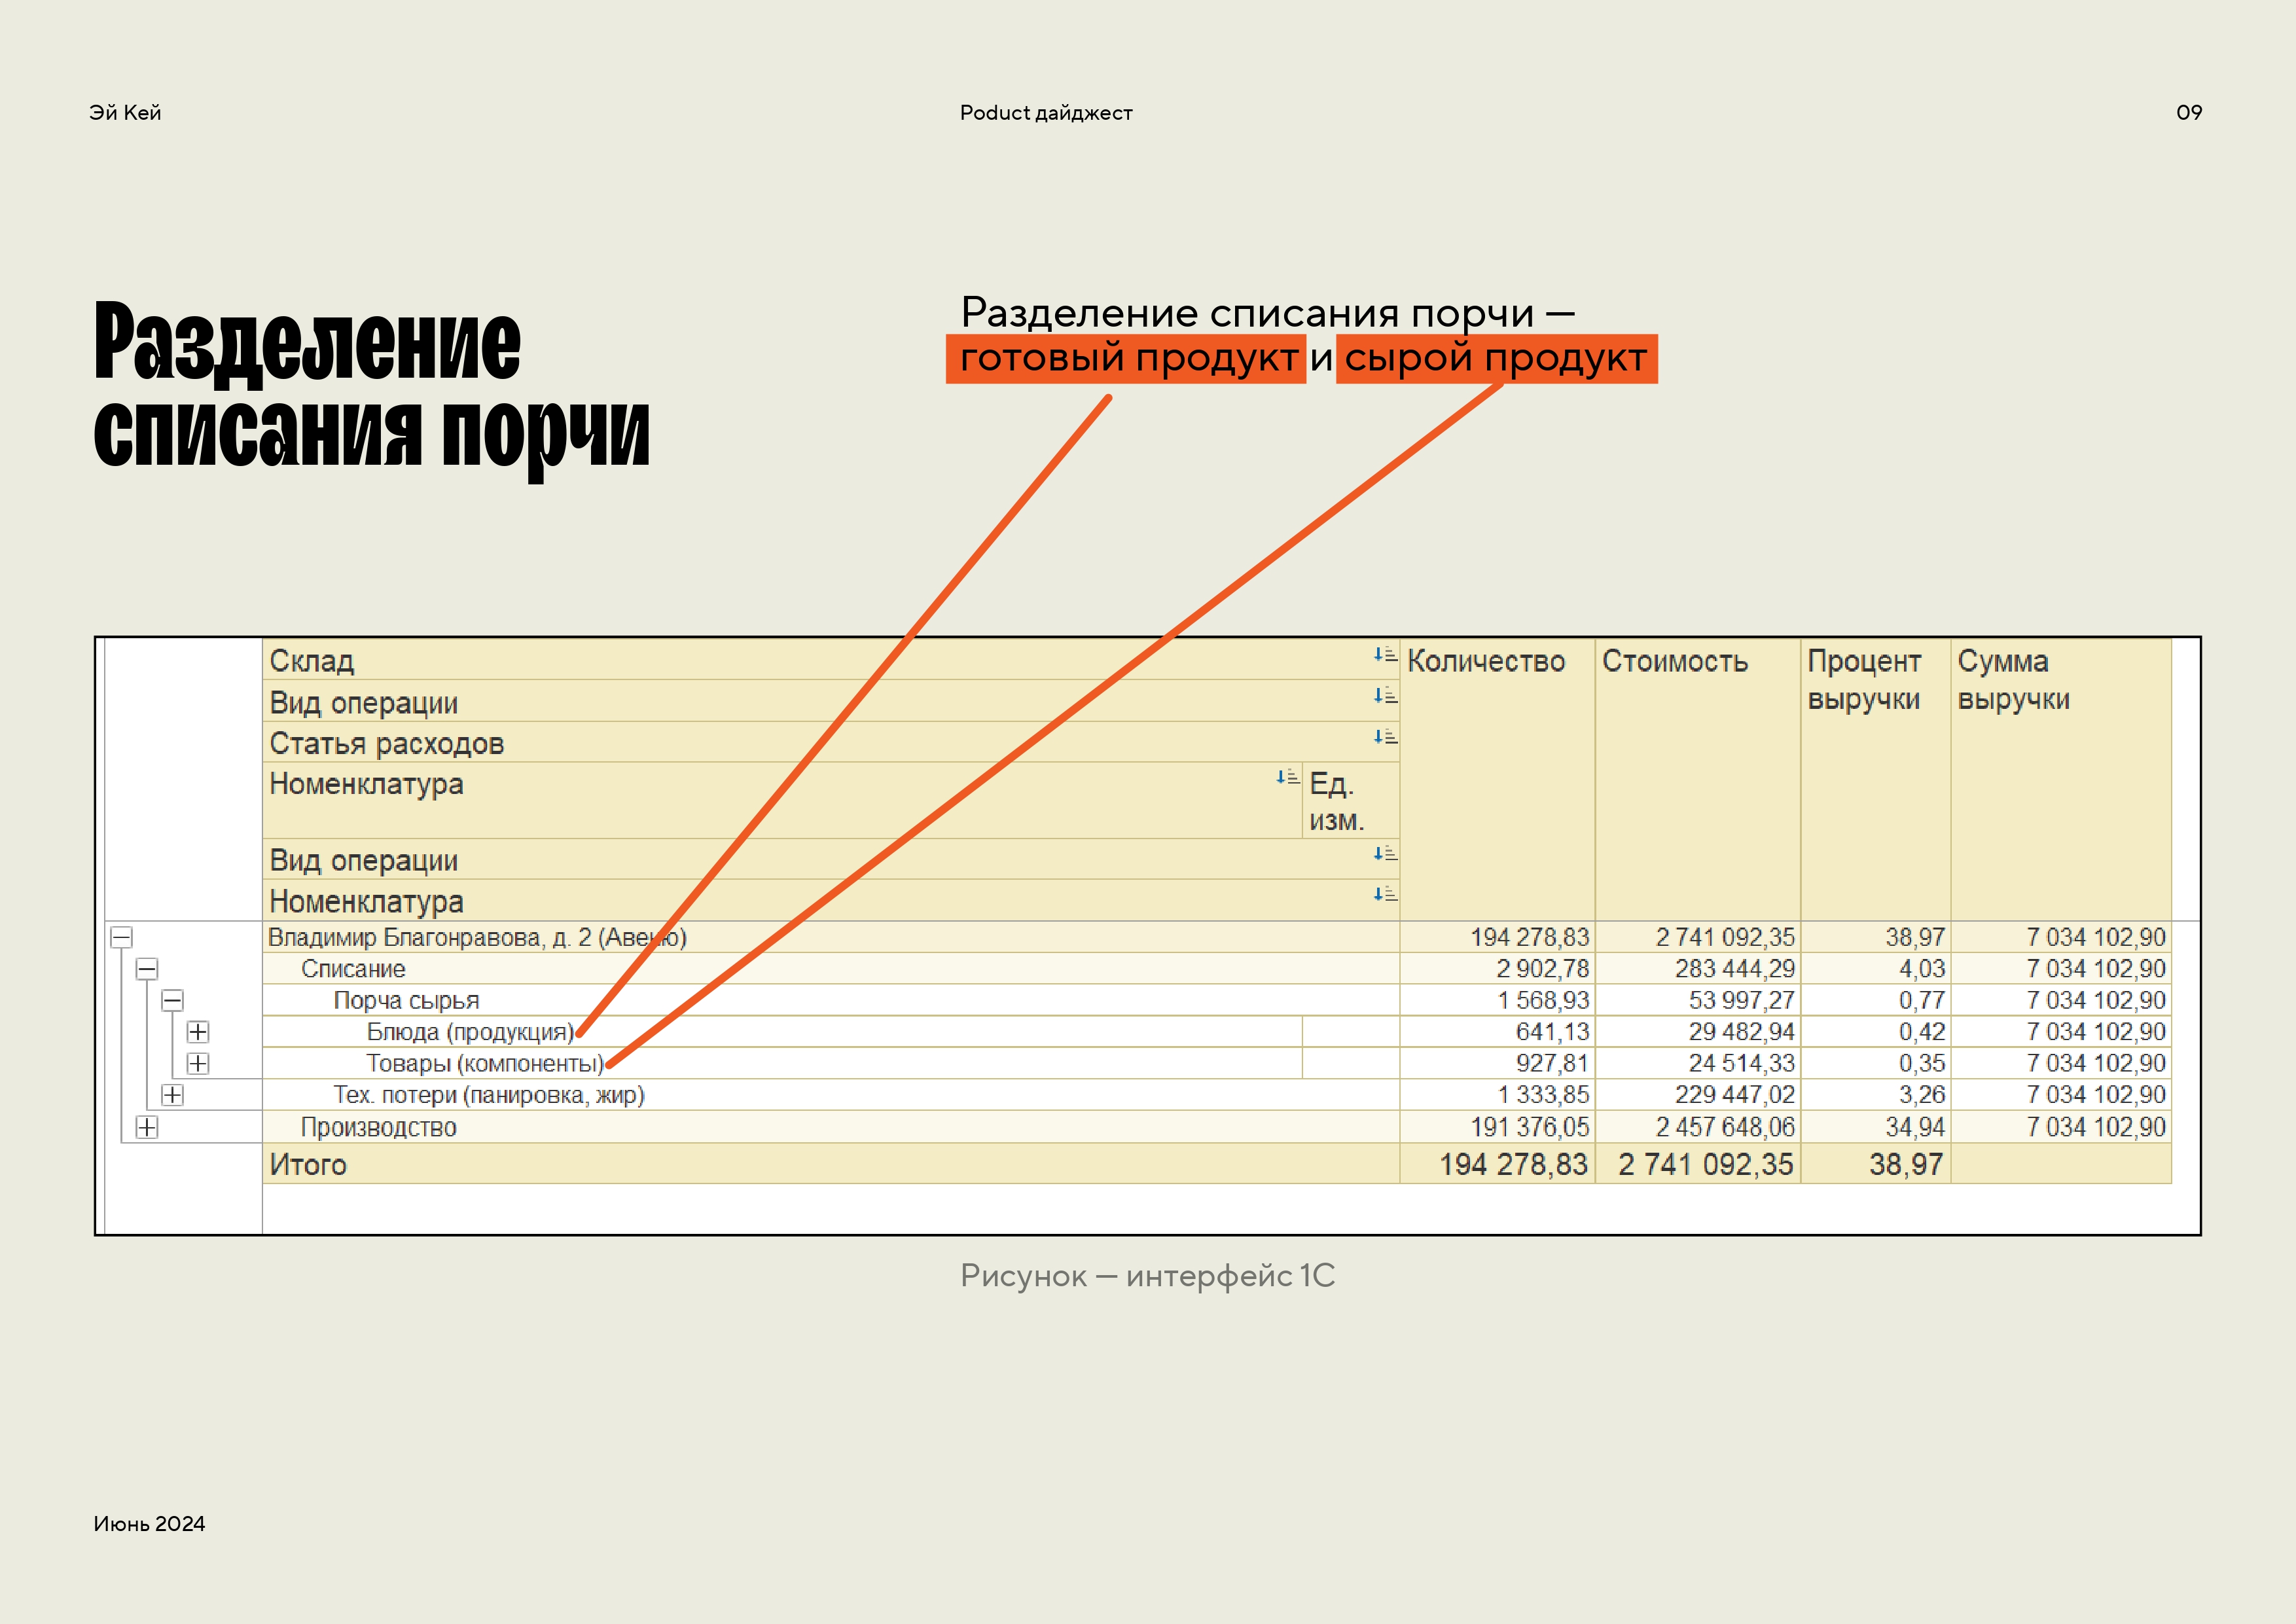 Эй Кей
Poduct дайджест
09
Разделение
списания порчи
Разделение списания порчи —
готовый продукт и сырой продукт
Склад Количество Стоимость Процент Сумма
выручки выручки
Вид операции
Статья расходов
Номенклатура Ед.
изм.
Вид операции
Номенклатура
Владимир Благонравова, д. 2 (Авеню) 194 278,83 2 741 092,35 38,97 7 034 102,90
Списание 2 902,78 283 444,29 4,03 7 034 102,90
Порча сырья 1 568,93 53 997,27 0,77 7 034 102,90
Блюда (продукция) 641,13 29 482,94 0,42 7 034 102,90
Товары (компоненты) 927,81 24 514,33 0,35 7 034 102,90
Тех. потери (панировка, жир) 1 333,85 229 447,02 3,26 7 034 102,90
Производство 191 376,05 2 457 648,06 34,94 7 034 102,90
Итого 194 278,83 2 741 092,35 38,97
Рисунок — интерфейс 1С
Июнь 2024